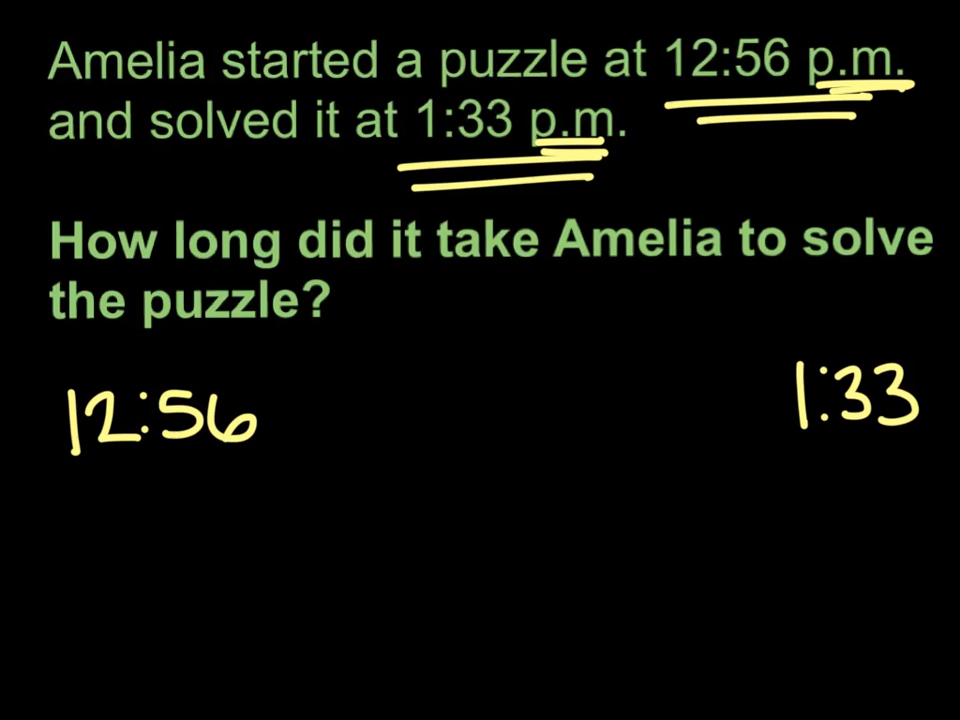 Amelia started a puzzle at 12:56 p.m.
and solved it at 1:33 p.m.
How long did it take Amelia to solve
the puzzle?
12:56 1:33